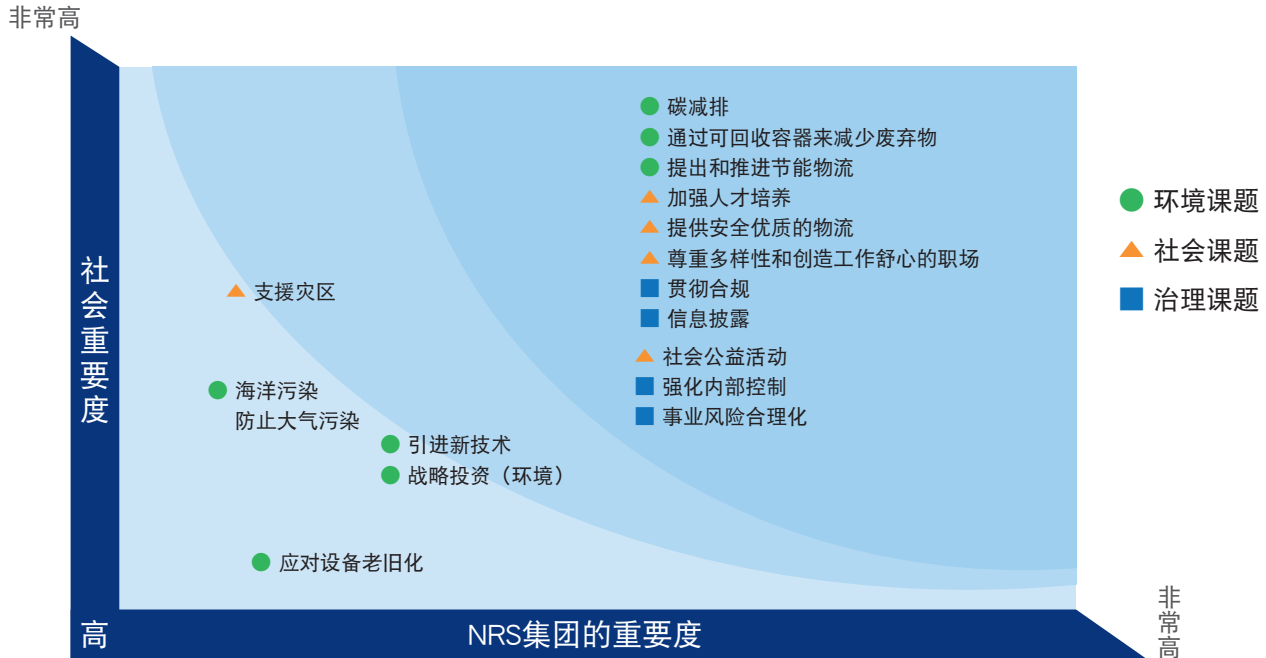 非常高
碳减排
通过可回收容器来减少废弃物
提出和推进节能物流
加强人才培养
提供安全优质的物流
尊重多样性和创造工作舒心的职场
贯彻合规
信息披露
社会公益活动
强化内部控制
事业风险合理化
支援灾区
海洋污染
防止大气污染
引进新技术
战略投资（环境）
应对设备老旧化
环境课题
社会课题
治理课题
社会重要度
高
NRS集团的重要度
非常高